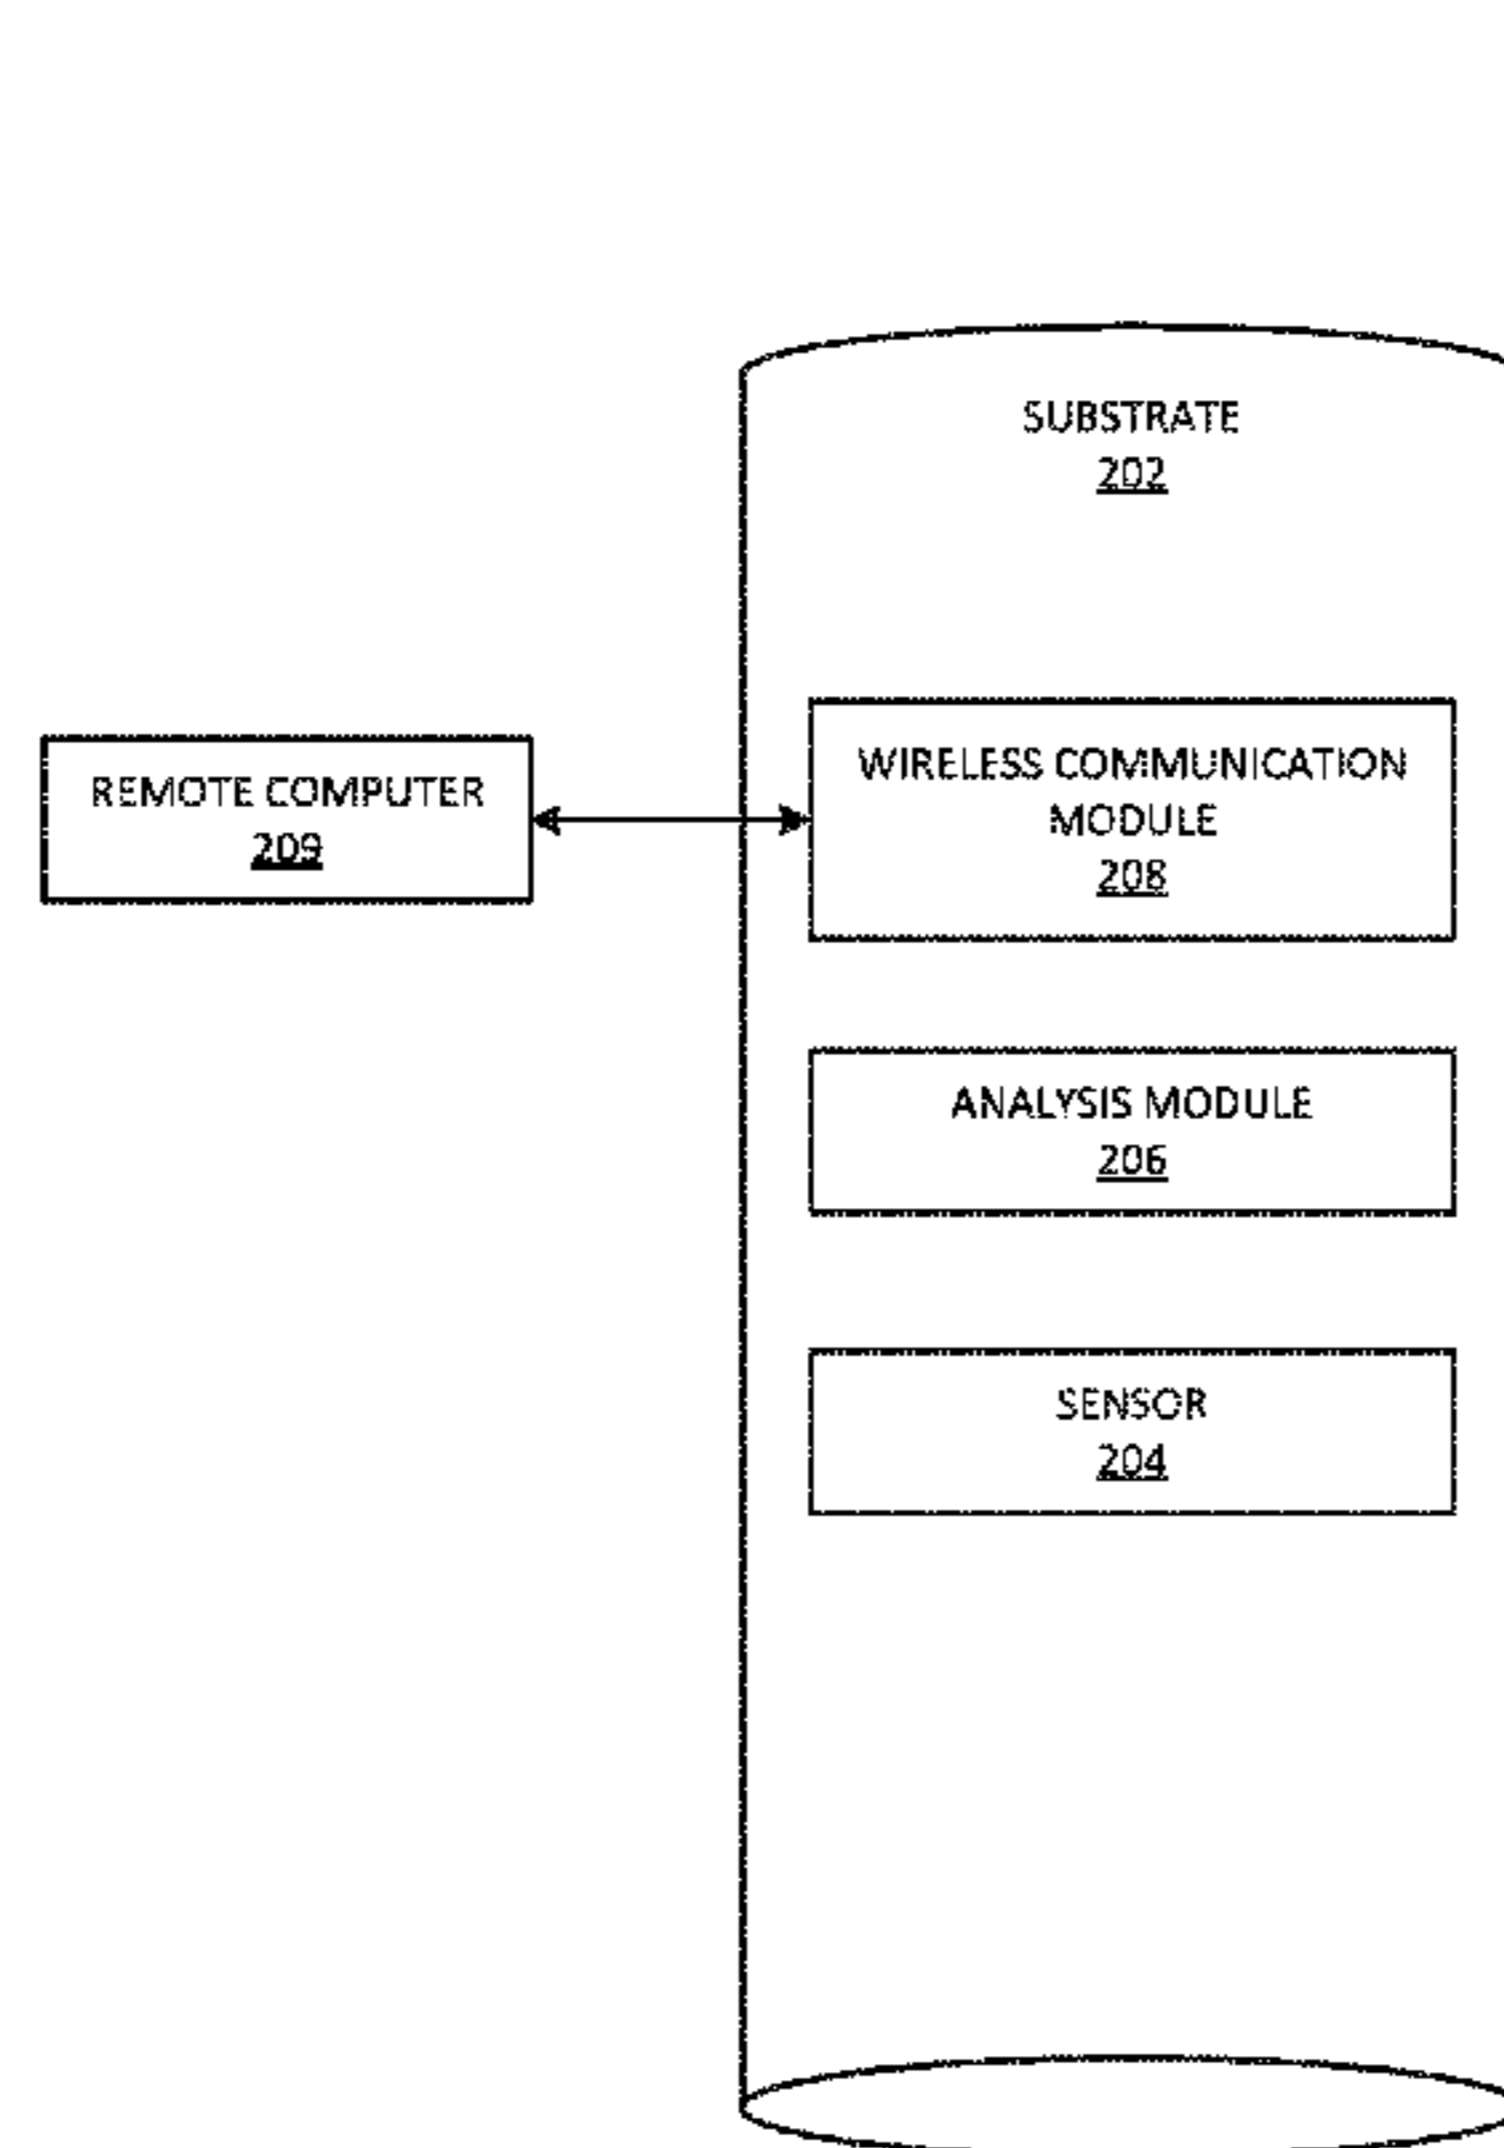 SUBSTRATE
202
REMOTE COMPUTER
209
WIRELESS COMMUNICATION
MODULE
208
ANALYSIS MODULE
206
SENSOR
204